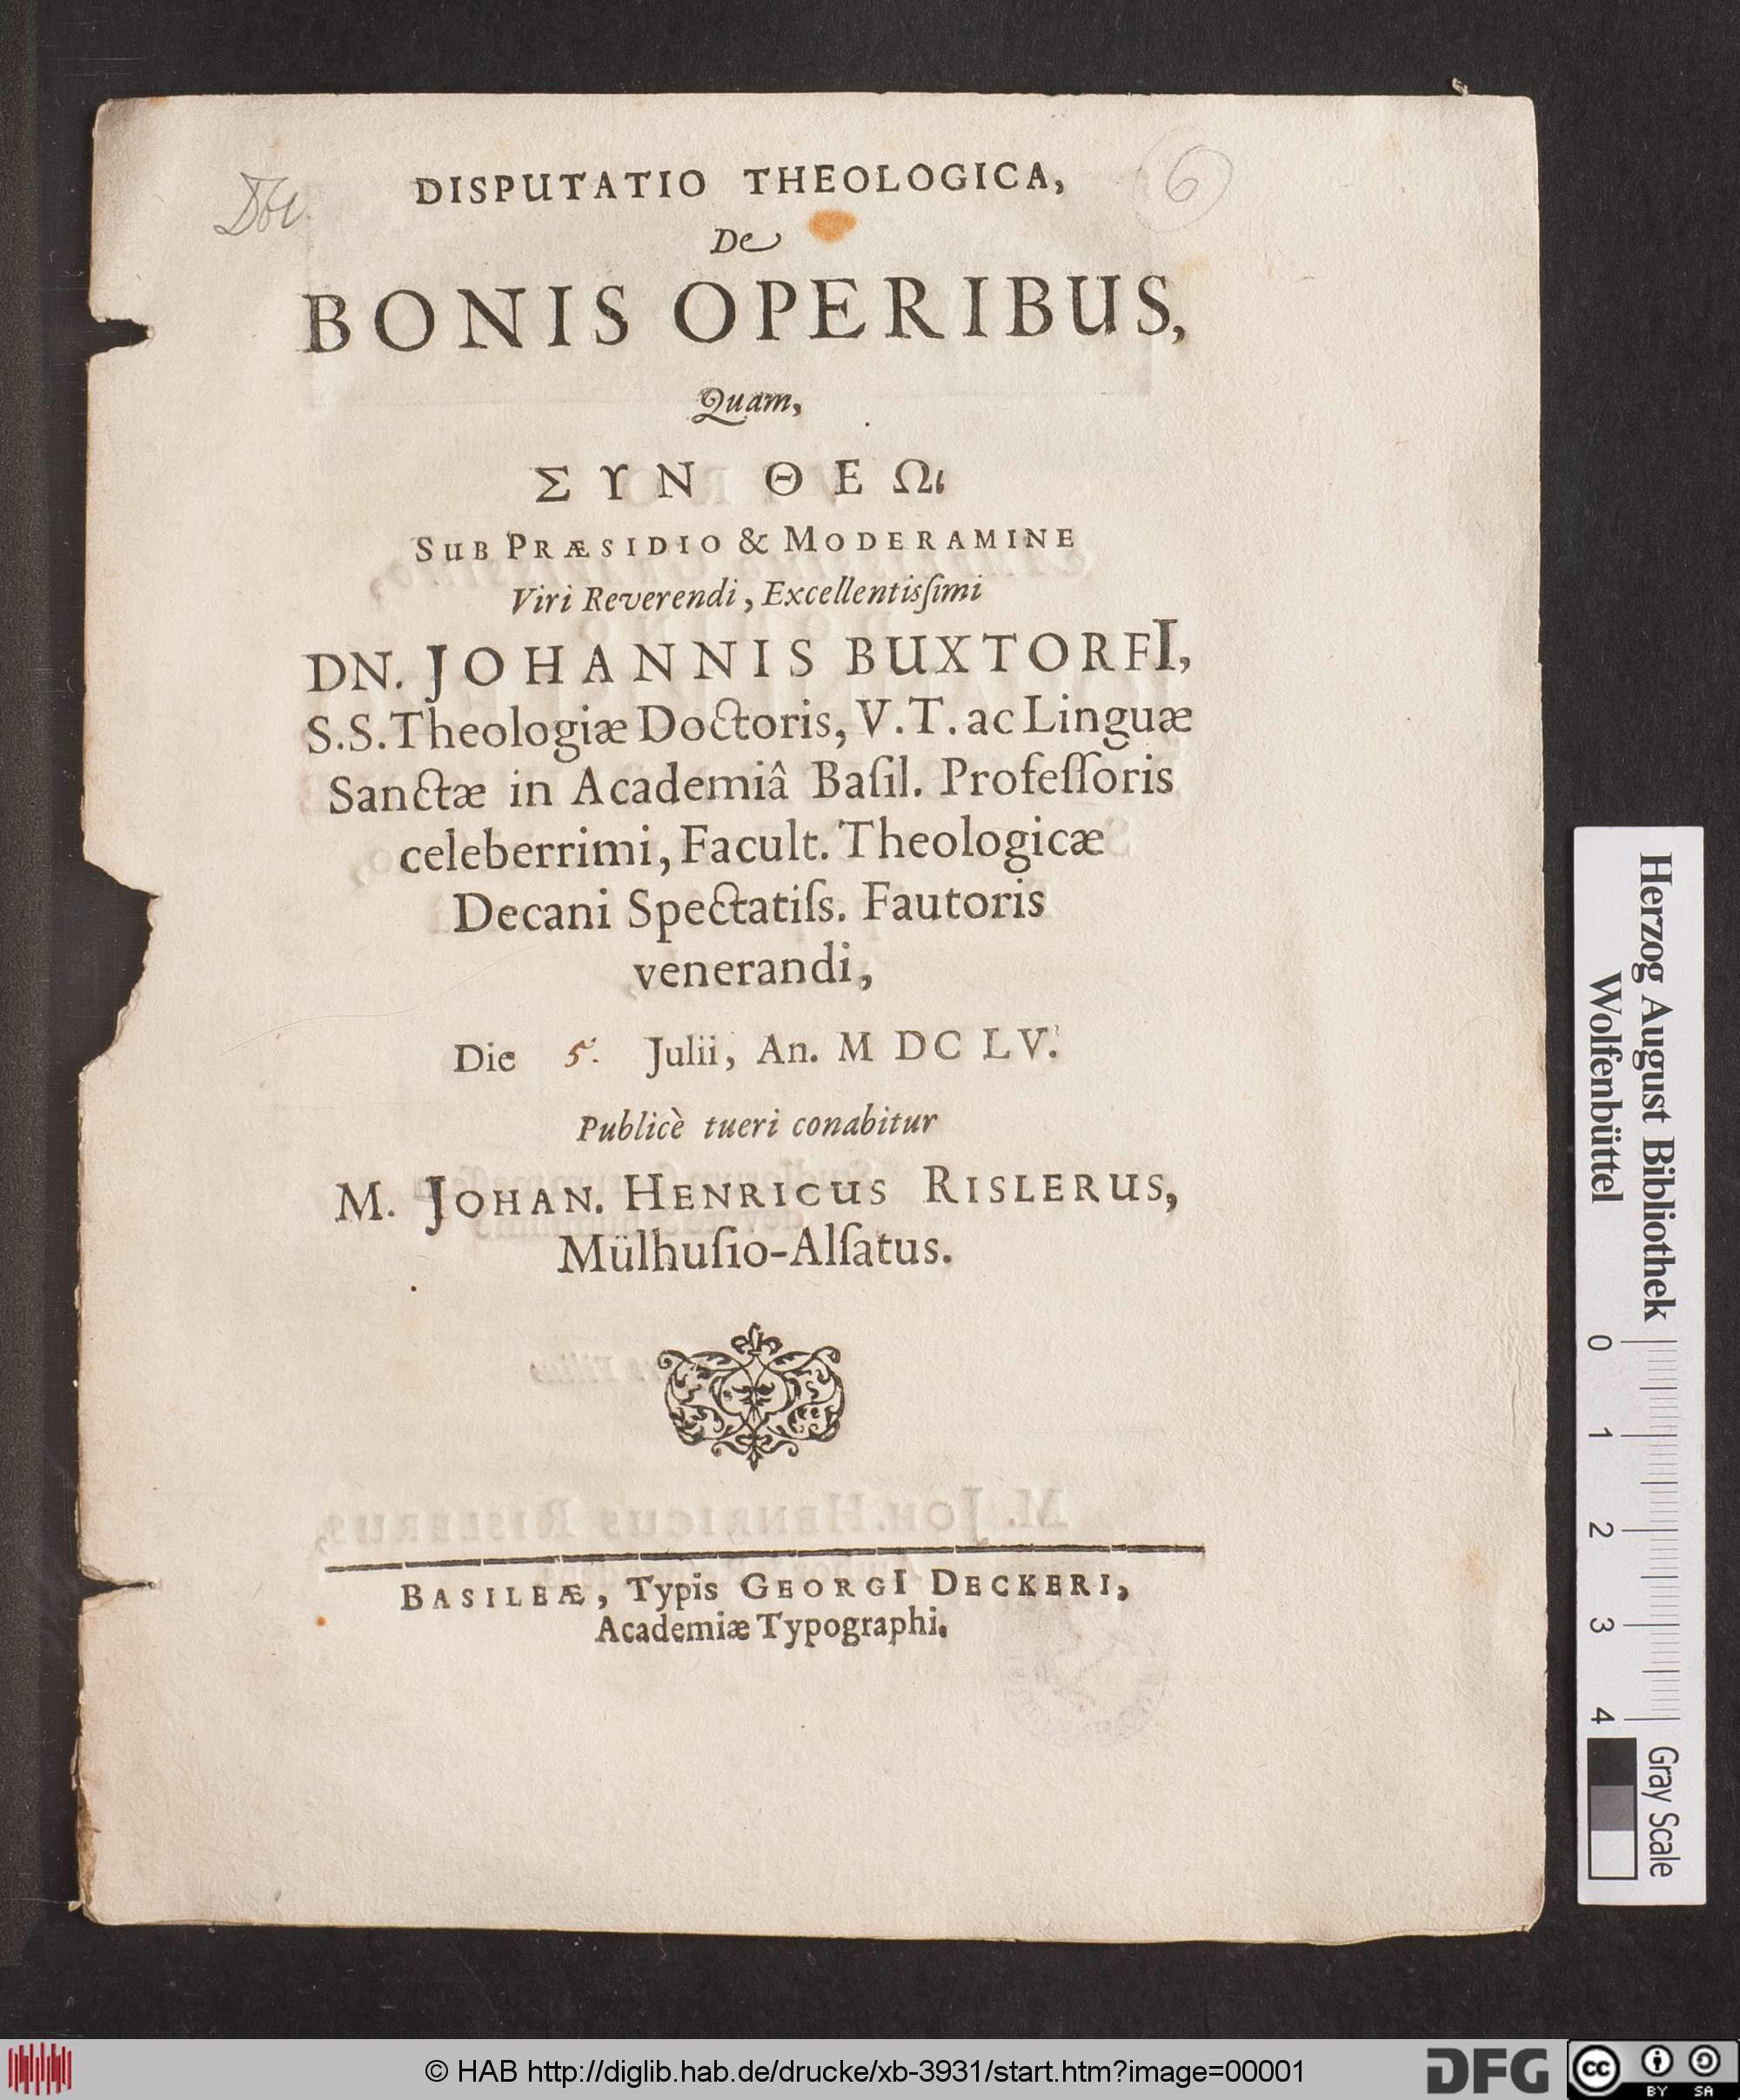 DISPUTATIO THEOLOGICA,
6
De
BONIS OPERIBUS,
Quam,
ΣΥΝ ΘΕΩι
SUB PRÆSIDIO & MODERAMINE
Viri Reverendi, Excellentisſimi
DN. JOHANNIS BUXTORFI,
S.S. Theologiæ Doctoris, V.T. ac Linguæ
Sanctæ in Academiâ Baſil. Profeſſoris
celeberrimi, Facult. Theologicæ
Decani Spectatiſs. Fautoris
venerandi,
Die 5. Julii, An. M DC LV.
Publicè tueri conabitur
M. JOHAN. HENRICUS RISLERUS,
Mülhuſio-Alſatus.
BASILEÆ, Typis GEORGI DECKERI,
Academiæ Typographi.
Herzog August Bibliothek
Wolfenbüttel
0 1 2 3 4
Gray Scale
© HAB http://diglib.hab.de/drucke/xb-3931/start.htm?image=00001
DFG
cc BY SA